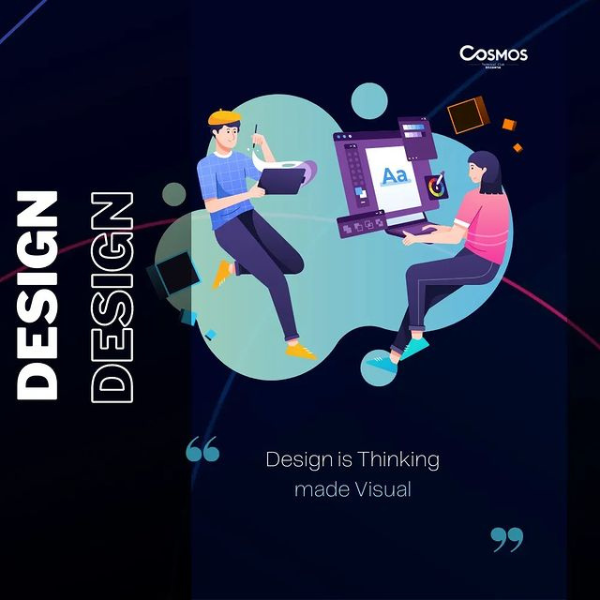 COSMOS
DESIGN
DESIGN
Aa
“
Design is Thinking
made Visual
”